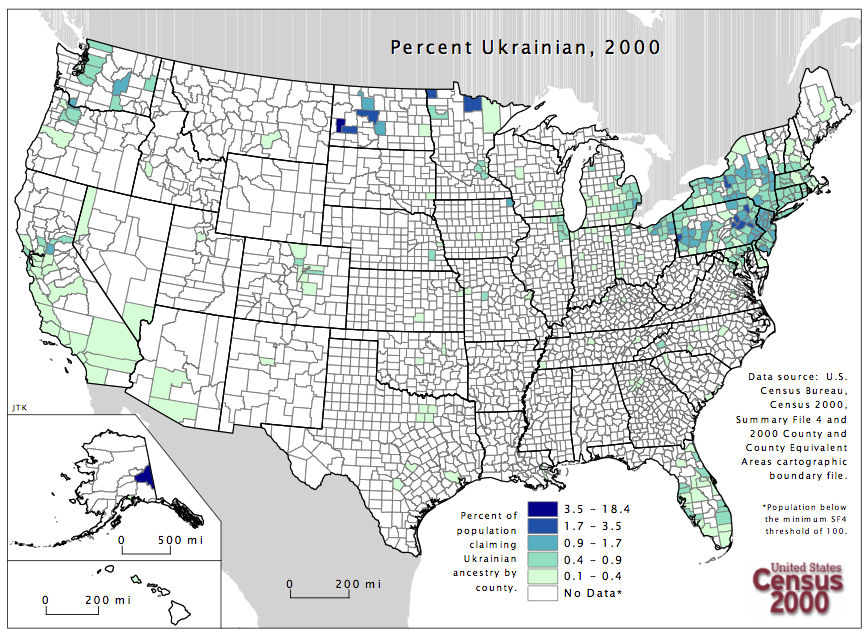 Percent Ukrainian, 2000
Data source: U.S.
Census Bureau,
Census 2000,
Summary File 4 and
2000 County and
County Equivalent
Areas cartographic
boundary file.
*Population below
the minimum SF4
threshold of 100.
JTK
0 500 mi
0 200 mi
0 200 mi
Percent of
population
claiming
Ukrainian
ancestry by
county.
3.5 - 18.4
1.7 - 3.5
0.9 - 1.7
0.4 - 0.9
0.1 - 0.4
No Data*
United States
Census
2000